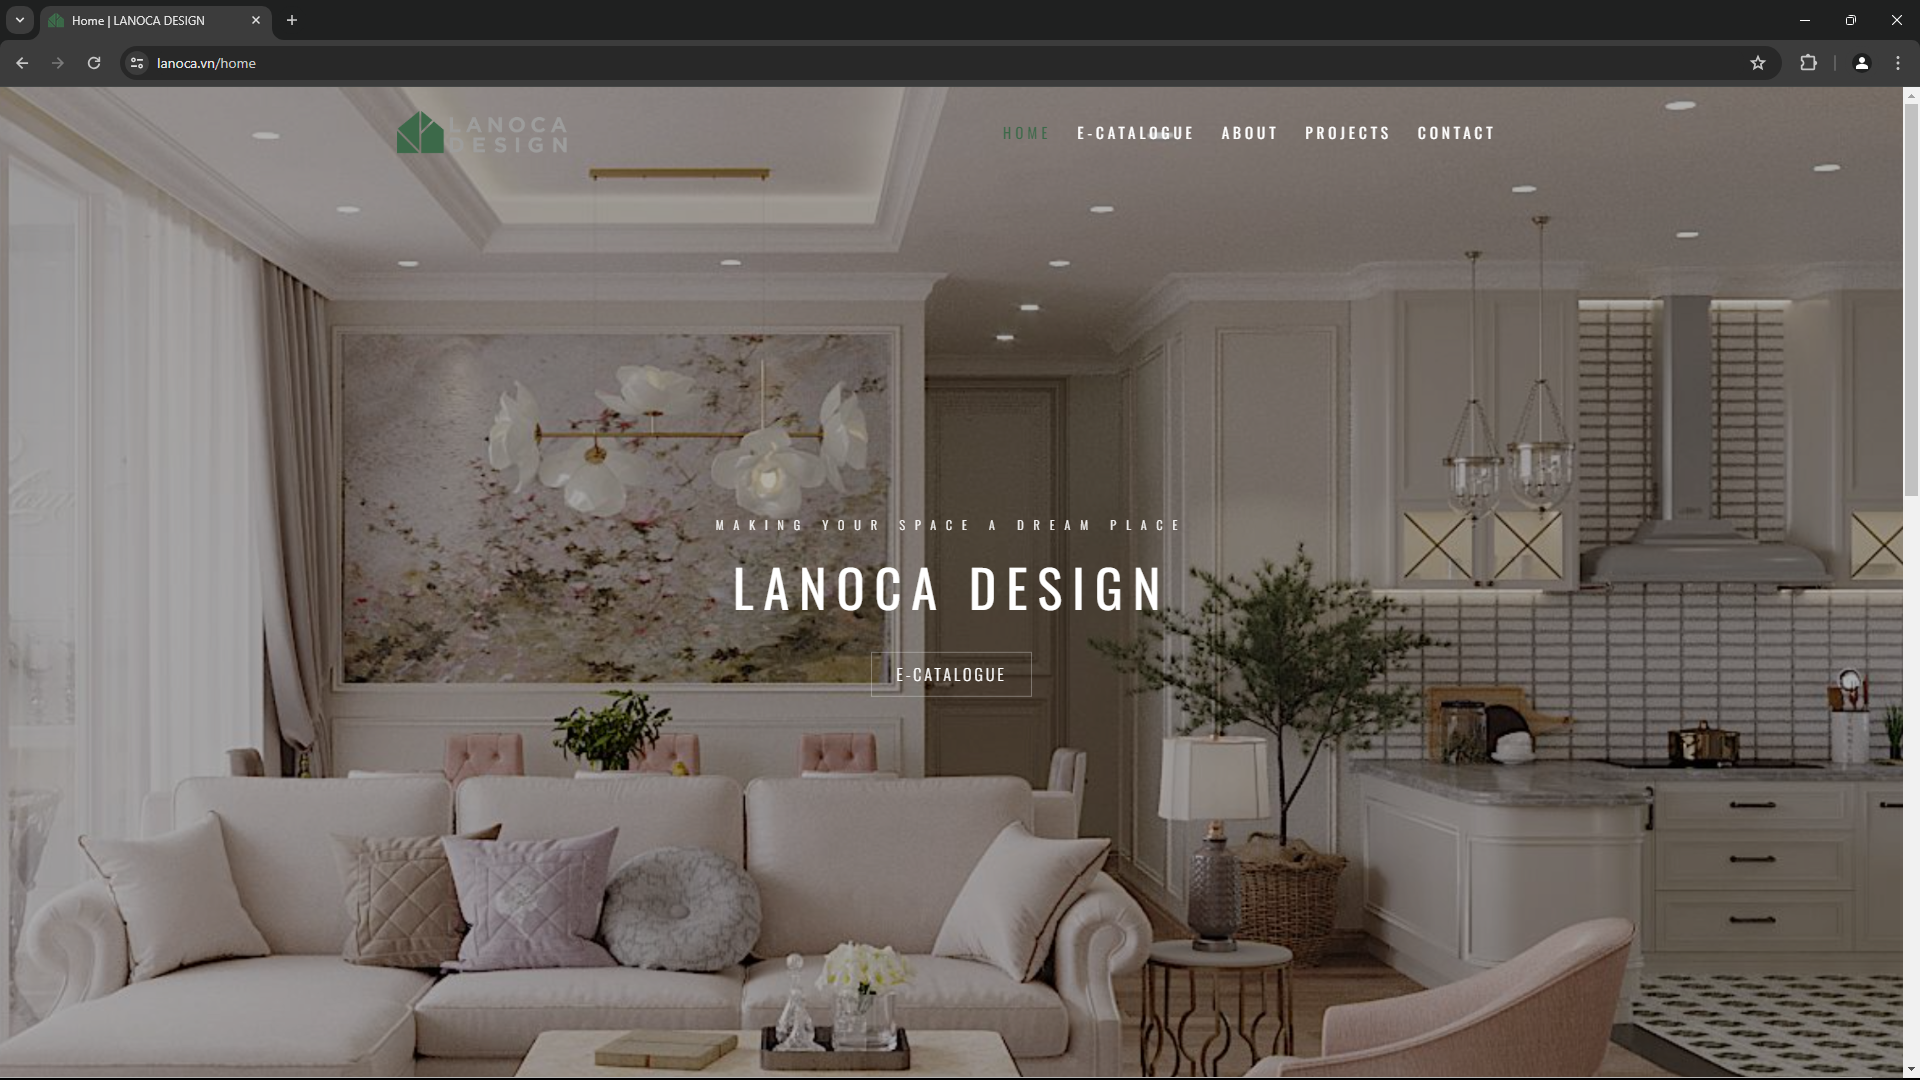 Home | LANOCA DESIGN
lanoca.vn/home
LANOCA
DESIGN
HOME
E-CATALOGUE
ABOUT
PROJECTS
CONTACT
MAKING YOUR SPACE A DREAM PLACE
LANOCA DESIGN
E-CATALOGUE